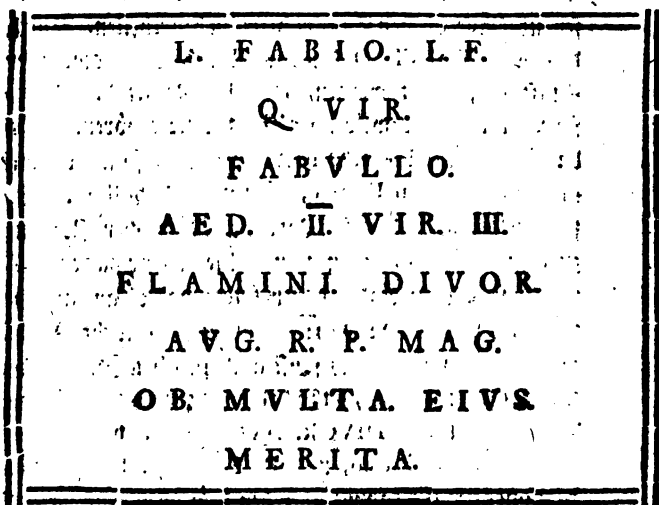 L. FABIO. L. F.
Q. VIR.
FABVLLO.
AED. II. VIR. III.
FLAMINI. DIVOR.
AVG. R. P. MAG.
OB. MVLTA. EIVS.
MERITA.